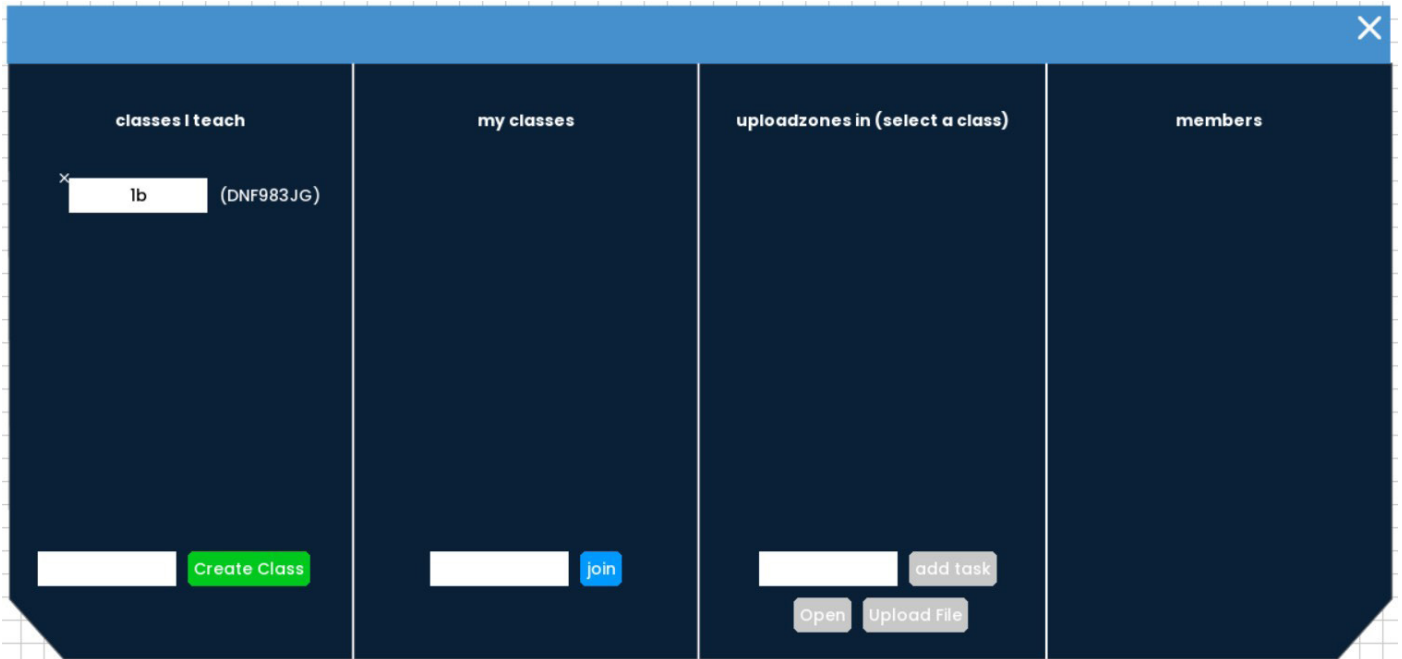 classes I teach
my classes
uploadzones in (select a class)
members
1b (DNF983JG)
Create Class
join
add task
Open Upload File